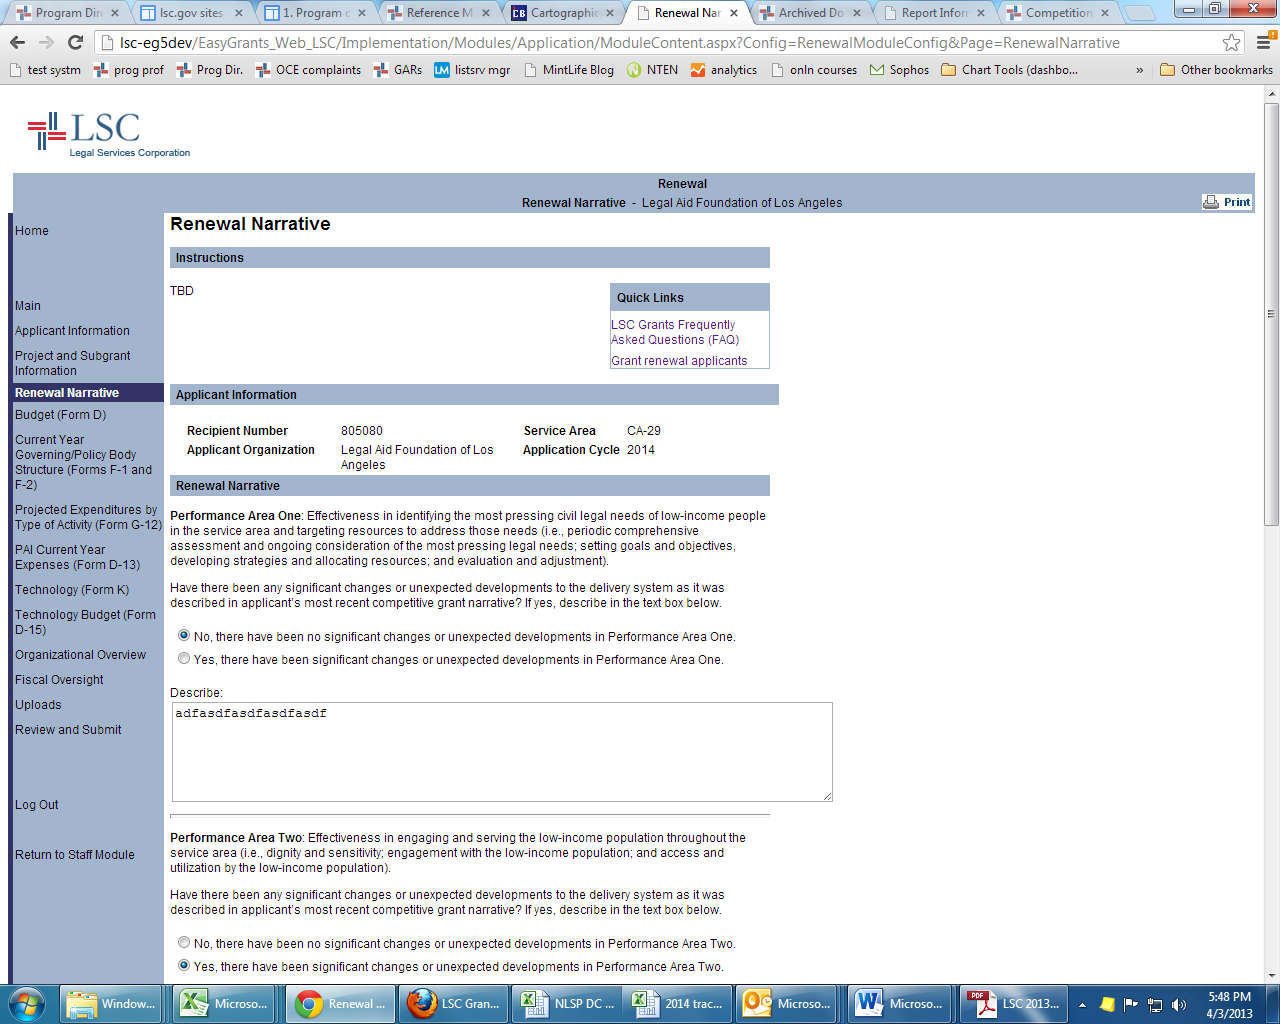 Program Dire
lsc.gov sites
1. Program c
Reference M
Cartographic
Renewal Nar
Archived Do
Report Inforr
Competition
lsc-eg5dev/EasyGrants_Web_LSC/Implementation/Modules/Application/ModuleContent.aspx?Config=RenewalModuleConfig&Page=RenewalNarrative
test systm
prog prof
Prog Dir.
OCE complaints
GARs
listsrv mgr
MintLife Blog
NTEN
analytics
onln courses
Sophos
Chart Tools (dashbo...
»
Other bookmarks
LSC
Legal Services Corporation
Renewal
Renewal Narrative - Legal Aid Foundation of Los Angeles
Print
Home
Main
Applicant Information
Project and Subgrant
Information
Renewal Narrative
Budget (Form D)
Current Year
Governing/Policy Body
Structure (Forms F-1 and
F-2)
Projected Expenditures by
Type of Activity (Form G-12)
PAI Current Year
Expenses (Form D-13)
Technology (Form K)
Technology Budget (Form
D-15)
Organizational Overview
Fiscal Oversight
Uploads
Review and Submit
Log Out
Return to Staff Module
Renewal Narrative
Instructions
TBD
Quick Links
LSC Grants Frequently
Asked Questions (FAQ)
Grant renewal applicants
Applicant Information
Recipient Number 805080 Service Area CA-29
Applicant Organization Legal Aid Foundation of Los Application Cycle 2014
Angeles
Renewal Narrative
Performance Area One: Effectiveness in identifying the most pressing civil legal needs of low-income people
in the service area and targeting resources to address those needs (i.e., periodic comprehensive
assessment and ongoing consideration of the most pressing legal needs; setting goals and objectives,
developing strategies and allocating resources; and evaluation and adjustment).
Have there been any significant changes or unexpected developments to the delivery system as it was
described in applicant's most recent competitive grant narrative? If yes, describe in the text box below.
No, there have been no significant changes or unexpected developments in Performance Area One.
Yes, there have been significant changes or unexpected developments in Performance Area One.
Describe:
adfasdfasdfasdfasdf
Performance Area Two: Effectiveness in engaging and serving the low-income population throughout the
service area (i.e., dignity and sensitivity; engagement with the low-income population; and access and
utilization by the low-income population).
Have there been any significant changes or unexpected developments to the delivery system as it was
described in applicant's most recent competitive grant narrative? If yes, describe in the text box below.
No, there have been no significant changes or unexpected developments in Performance Area Two.
Yes, there have been significant changes or unexpected developments in Performance Area Two.
Window...
Microso...
Renewal ...
LSC Gran...
NLSP DC ...
2014 trac...
Microso...
Microso...
LSC 2013...
5:48 PM
4/3/2013